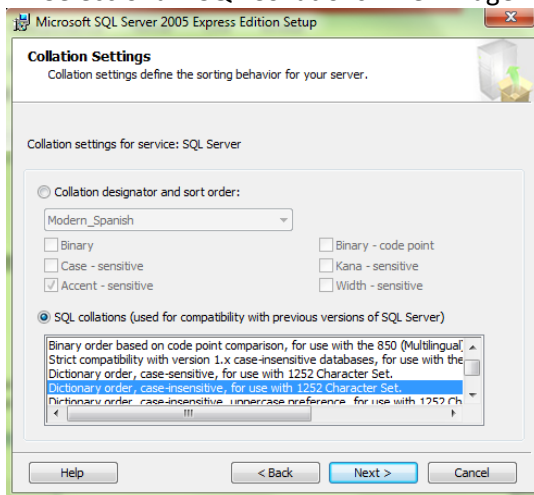 Microsoft SQL Server 2005 Express Edition Setup
Collation Settings
Collation settings define the sorting behavior for your server.
Collation settings for service: SQL Server
Collation designator and sort order:
Modern_Spanish
Binary
Binary - code point
Case - sensitive
Kana - sensitive
Accent - sensitive
Width - sensitive
SQL collations (used for compatibility with previous versions of SQL Server)
Binary order based on code point comparison, for use with the 850 (Multilingual)
Strict compatibility with version 1.x case-insensitive databases, for use with the
Dictionary order, case-sensitive, for use with 1252 Character Set.
Dictionary order, case-insensitive, for use with 1252 Character Set.
Dictionary order, case-insensitive, uppercase preference, for use with 1252 Ch
Help
< Back
Next >
Cancel